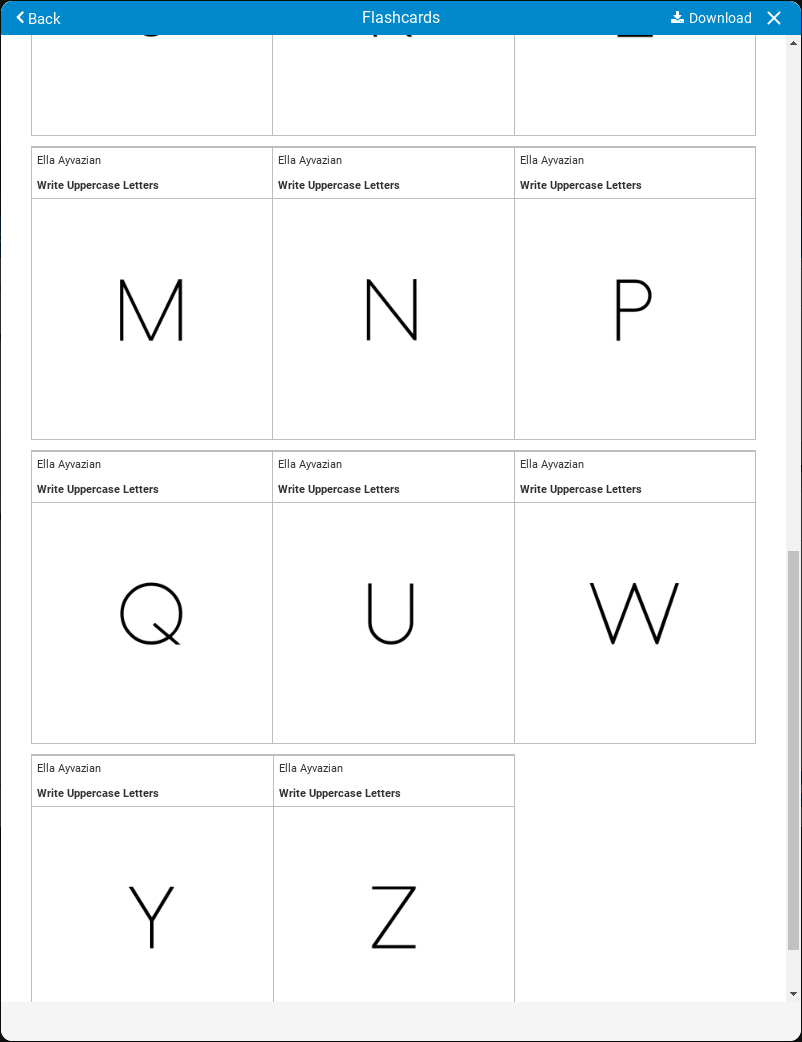 Back Flashcards Download
Ella Ayvazian Ella Ayvazian Ella Ayvazian
Write Uppercase Letters Write Uppercase Letters Write Uppercase Letters
M N P
Ella Ayvazian Ella Ayvazian Ella Ayvazian
Write Uppercase Letters Write Uppercase Letters Write Uppercase Letters
Q U W
Ella Ayvazian Ella Ayvazian
Write Uppercase Letters Write Uppercase Letters
Y Z